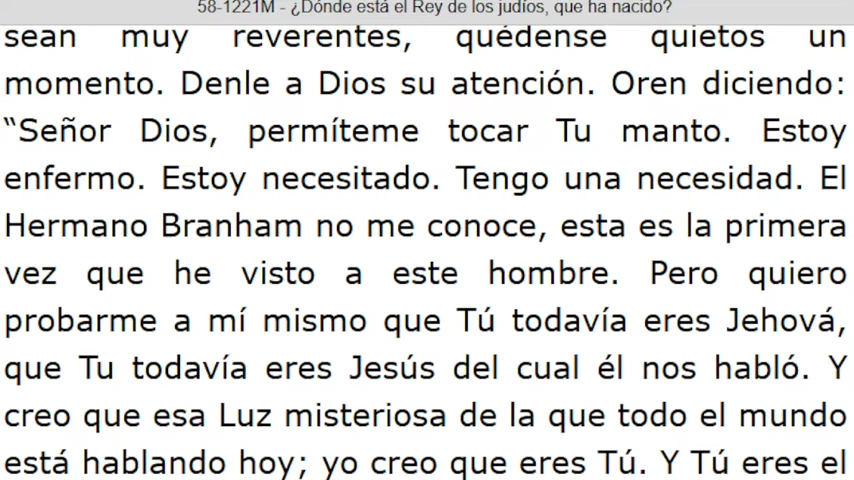 58-1221M - ¿Dónde está el Rey de los judíos, que ha nacido?
sean muy reverentes, quédense quietos un
momento. Denle a Dios su atención. Oren diciendo:
“Señor Dios, permíteme tocar Tu manto. Estoy
enfermo. Estoy necesitado. Tengo una necesidad. El
Hermano Branham no me conoce, esta es la primera
vez que he visto a este hombre. Pero quiero
probarme a mí mismo que Tú todavía eres Jehová,
que Tu todavía eres Jesús del cual él nos habló. Y
creo que esa Luz misteriosa de la que todo el mundo
está hablando hoy; yo creo que eres Tú. Y Tú eres el